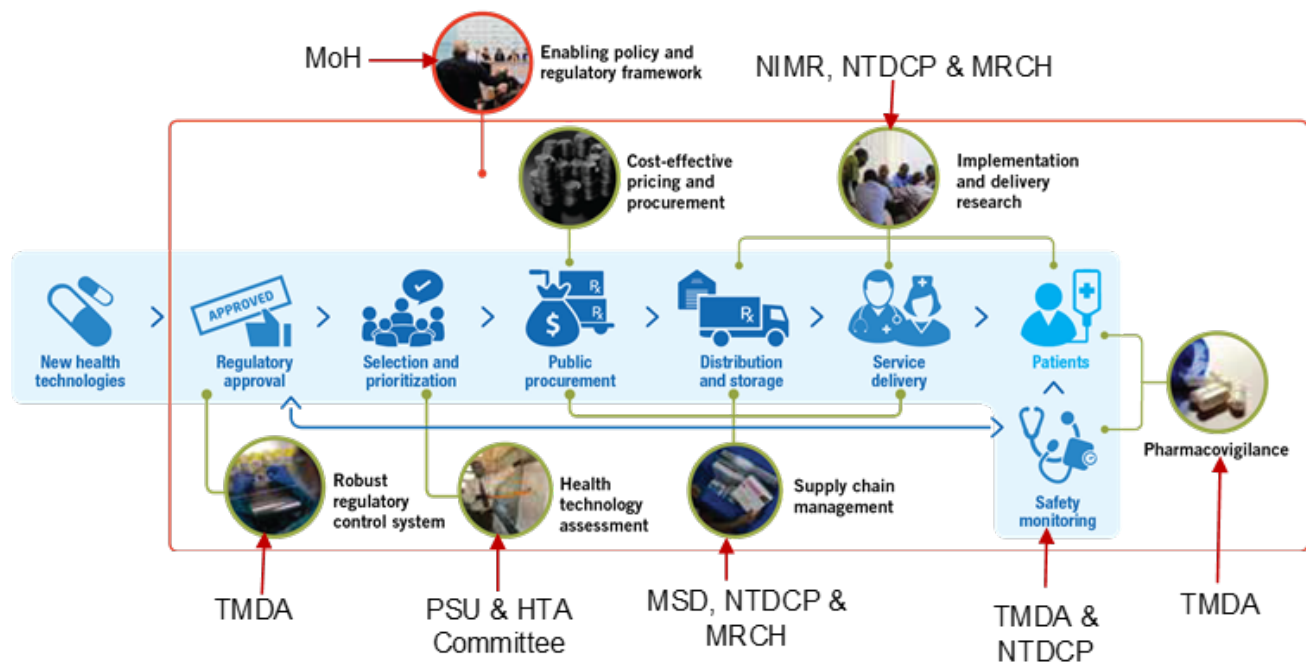 MoH
Enabling policy and
regulatory framework
NIMR, NTDCP & MRCH
Cost-effective
pricing and
procurement
Implementation
and delivery
research
APPROVED
$
Rx
Rx
Rx
New health
technologies
Regulatory
approval
Selection and
prioritization
Public
procurement
Distribution
and storage
Service
delivery
Patients
Robust
regulatory
control system
Health
technology
assessment
Supply chain
management
Safety
monitoring
Pharmacovigilance
TMDA
PSU & HTA
Committee
MSD, NTDCP &
MRCH
TMDA &
NTDCP
TMDA